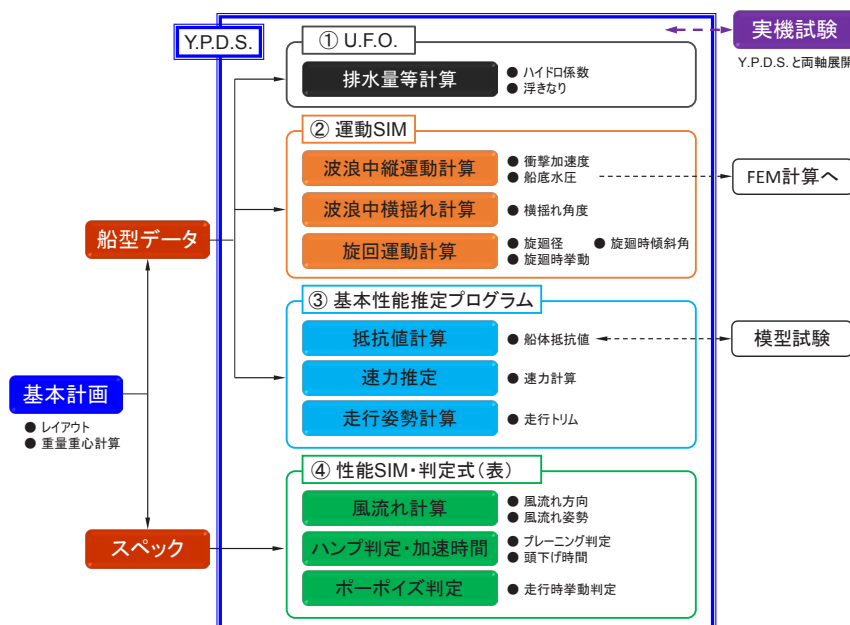 Y.P.D.S.
① U.F.O.
排水量等計算
● ハイドロ係数
● 浮きなり
実機試験
Y.P.D.S. と両軸展開
② 運動SIM
波浪中縦運動計算
● 衝撃加速度
● 船底水圧
FEM計算へ
波浪中横揺れ計算
● 横揺れ角度
旋回運動計算
● 旋廻径 ● 旋廻時傾斜角
● 旋廻時挙動
船型データ
③ 基本性能推定プログラム
抵抗値計算
● 船体抵抗値
模型試験
速力推定
● 速力計算
走行姿勢計算
● 走行トリム
基本計画
● レイアウト
● 重量重心計算
④ 性能SIM・判定式(表)
風流れ計算
● 風流れ方向
● 風流れ姿勢
スペック
ハンプ判定・加速時間
● プレーニング判定
● 頭下げ時間
ポーポイズ判定
● 走行時挙動判定